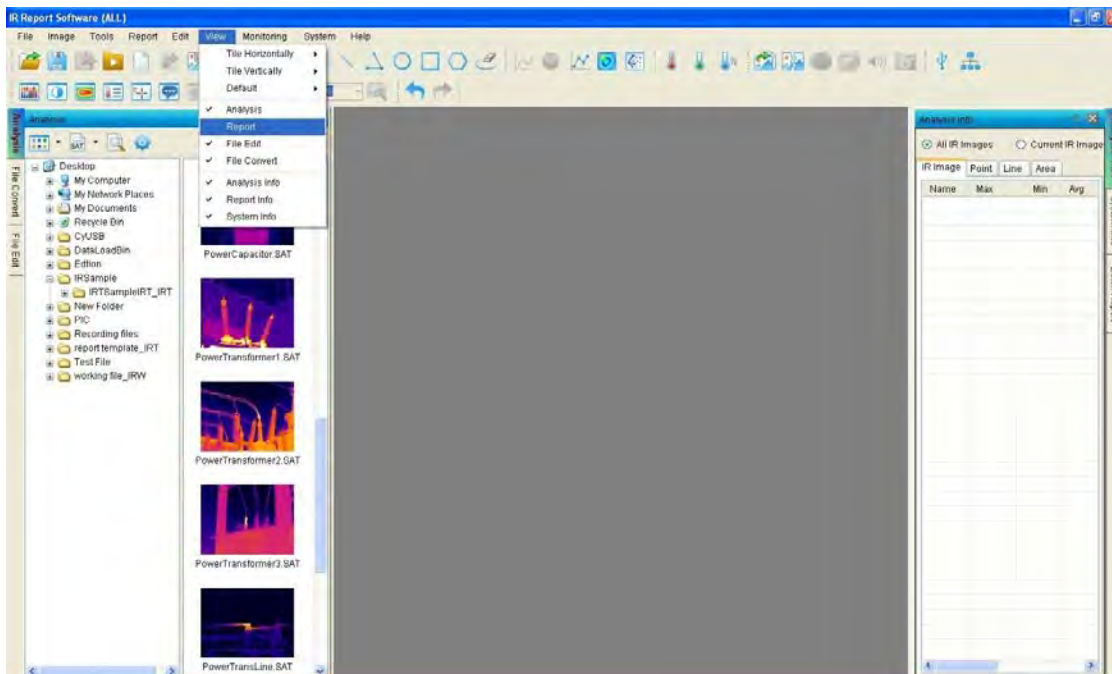 IR Report Software (ALL)
File Image Tools Report Edit View Monitoring System Help
Tile Horizontally
Tile Vertically
Default
Analysis
Report
File Edit
File Convert
Analysis Info
Report Info
System Info
Analysis
File Convert
File Edit
Analysis
SAT
Desktop
My Computer
My Network Places
My Documents
Recycle Bin
CyUSB
DataLoadBin
Edtion
IRSample
IRTSampleIRT_IRT
New Folder
PIC
Recording files
report template_IRT
Test File
working file_IRW
PowerCapacitor.SAT
PowerTransformer1.SAT
PowerTransformer2.SAT
PowerTransformer3.SAT
PowerTransLine.SAT
Analysis Info
All IR Images Current IR Image
IR Image Point Line Area
Name Max Min Avg